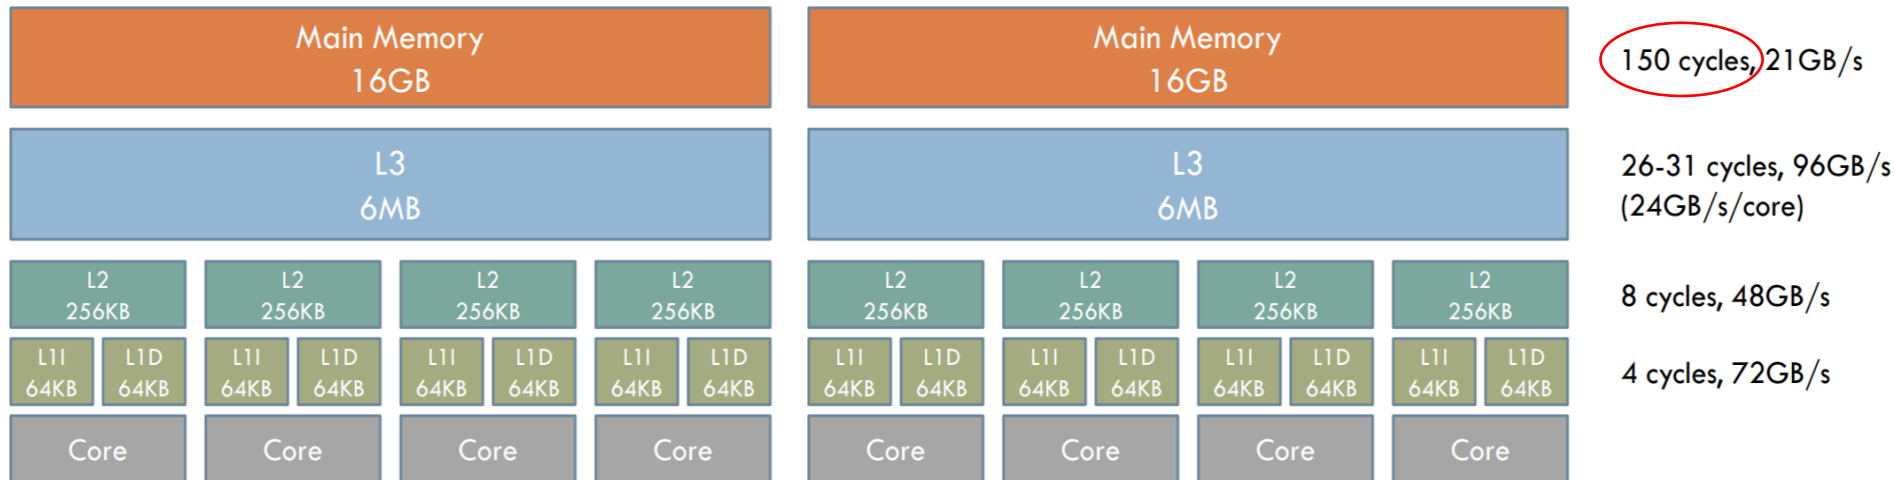 Main Memory
16GB
Main Memory
16GB
150 cycles, 21GB/s
L3
6MB
L3
6MB
26-31 cycles, 96GB/s
(24GB/s/core)
L2
256KB
L2
256KB
L2
256KB
L2
256KB
L2
256KB
L2
256KB
L2
256KB
L2
256KB
8 cycles, 48GB/s
L1I
64KB
L1D
64KB
L1I
64KB
L1D
64KB
L1I
64KB
L1D
64KB
L1I
64KB
L1D
64KB
L1I
64KB
L1D
64KB
L1I
64KB
L1D
64KB
L1I
64KB
L1D
64KB
L1I
64KB
L1D
64KB
4 cycles, 72GB/s
Core
Core
Core
Core
Core
Core
Core
Core